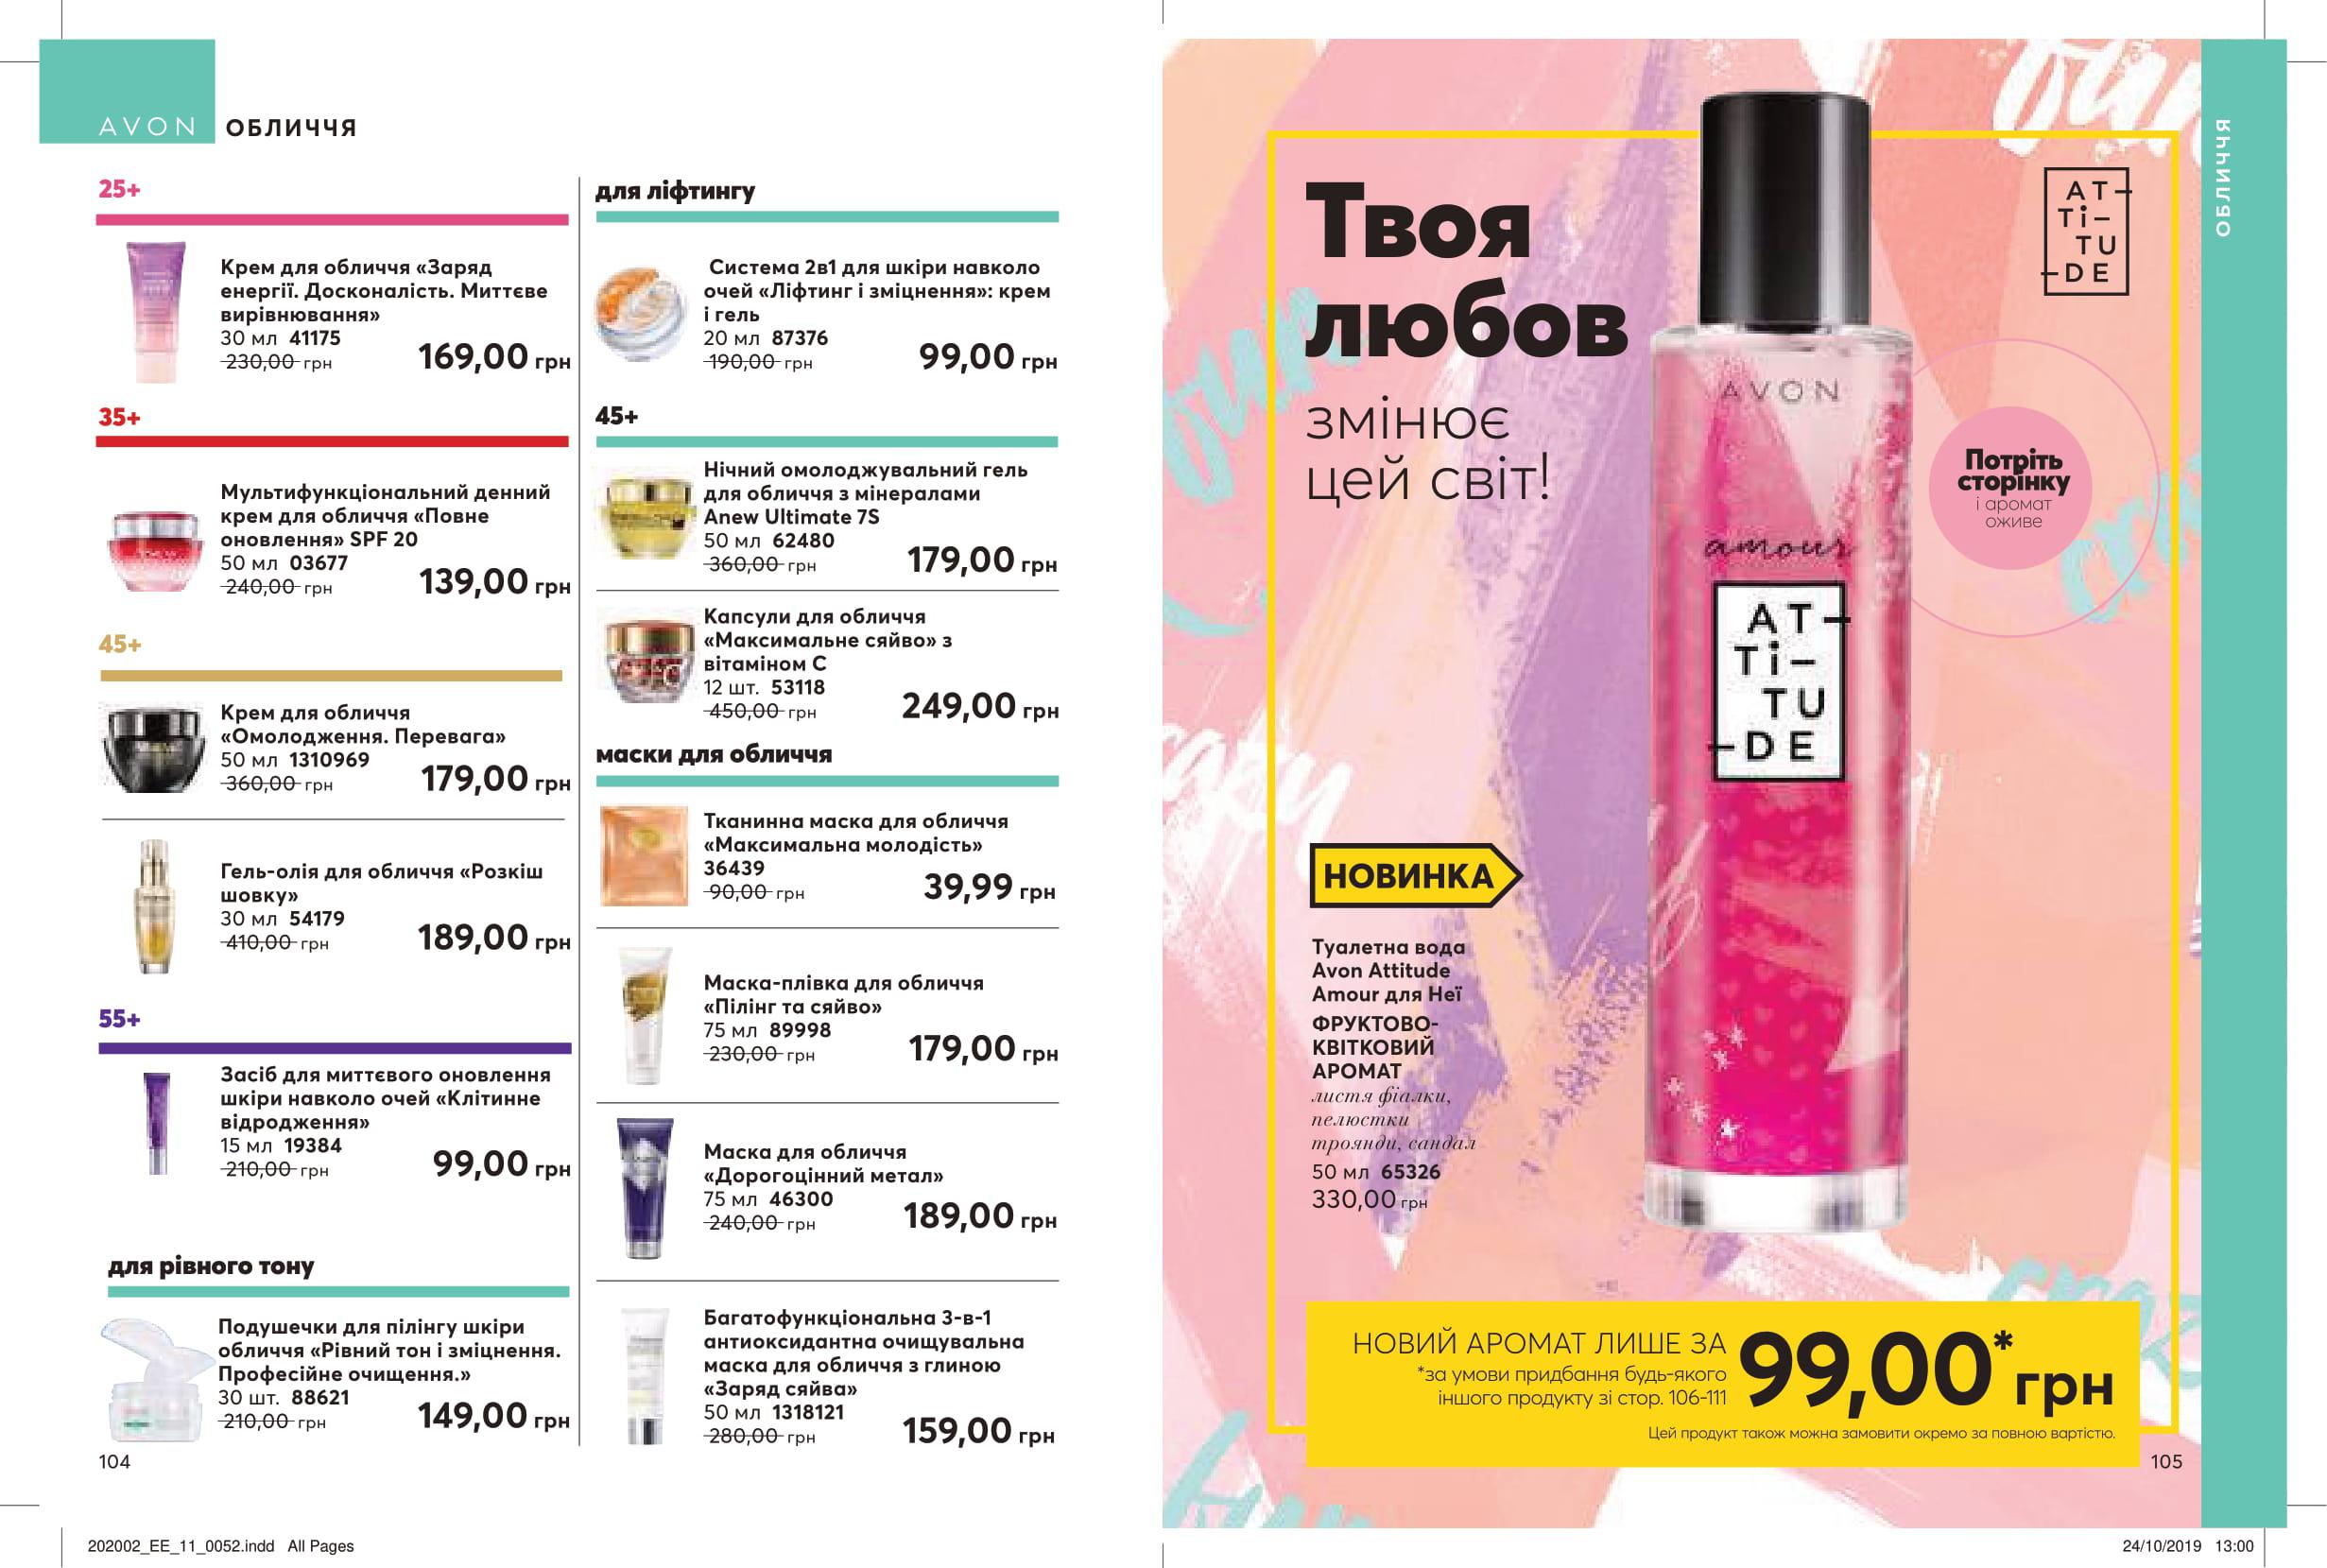 AVON ОБЛИЧЧЯ
25+
Крем для обличчя «Заряд
енергії. Досконалість. Миттєве
вирівнювання»
30 мл 41175
230,00 грн 169,00 грн
35+
Мультифункціональний денний
крем для обличчя «Повне
оновлення» SPF 20
50 мл 03677
240,00 грн 139,00 грн
45+
Крем для обличчя
«Омолодження. Перевага»
50 мл 1310969
360,00 грн 179,00 грн
Гель-олія для обличчя «Розкіш
шовку»
30 мл 54179
410,00 грн 189,00 грн
55+
Засіб для миттєвого оновлення
шкіри навколо очей «Клітинне
відродження»
15 мл 19384
210,00 грн 99,00 грн
для рівного тону
Подушечки для пілінгу шкіри
обличчя «Рівний тон і зміцнення.
Професійне очищення.»
30 шт. 88621
210,00 грн 149,00 грн
104
для ліфтингу
Система 2в1 для шкіри навколо
очей «Ліфтинг і зміцнення»: крем
і гель
20 мл 87376
190,00 грн 99,00 грн
45+
Нічний омолоджувальний гель
для обличчя з мінералами
Anew Ultimate 7S
50 мл 62480
360,00 грн 179,00 грн
Капсули для обличчя
«Максимальне сяйво» з
вітаміном С
12 шт. 53118
450,00 грн 249,00 грн
маски для обличчя
Тканинна маска для обличчя
«Максимальна молодість»
36439
90,00 грн 39,99 грн
Маска-плівка для обличчя
«Пілінг та сяйво»
75 мл 89998
230,00 грн 179,00 грн
Маска для обличчя
«Дорогоцінний метал»
75 мл 46300
240,00 грн 189,00 грн
Багатофункціональна 3-в-1
антиоксидантна очищувальна
маска для обличчя з глиною
«Заряд сяйва»
50 мл 1318121
280,00 грн 159,00 грн
Твоя
любов
змінює
цей світ!
AT-
Ti-
TU
-DE
ОБЛИЧЧЯ
AVON
amour
AT-
Ti-
TU
-DE
Потріть
сторінку
і аромат
оживе
НОВИНКА
Туалетна вода
Avon Attitude
Amour для Неї
ФРУКТОВО-
КВІТКОВИЙ
АРОМАТ
листя фіалки,
пелюстки
троянди, сандал
50 мл 65326
330,00 грн
НОВИЙ АРОМАТ ЛИШЕ ЗА 99,00* грн
*за умови придбання будь-якого
іншого продукту зі стор. 106-111
Цей продукт також можна замовити окремо за повною вартістю.
105
202002_EE_11_0052.indd All Pages
24/10/2019 13:00